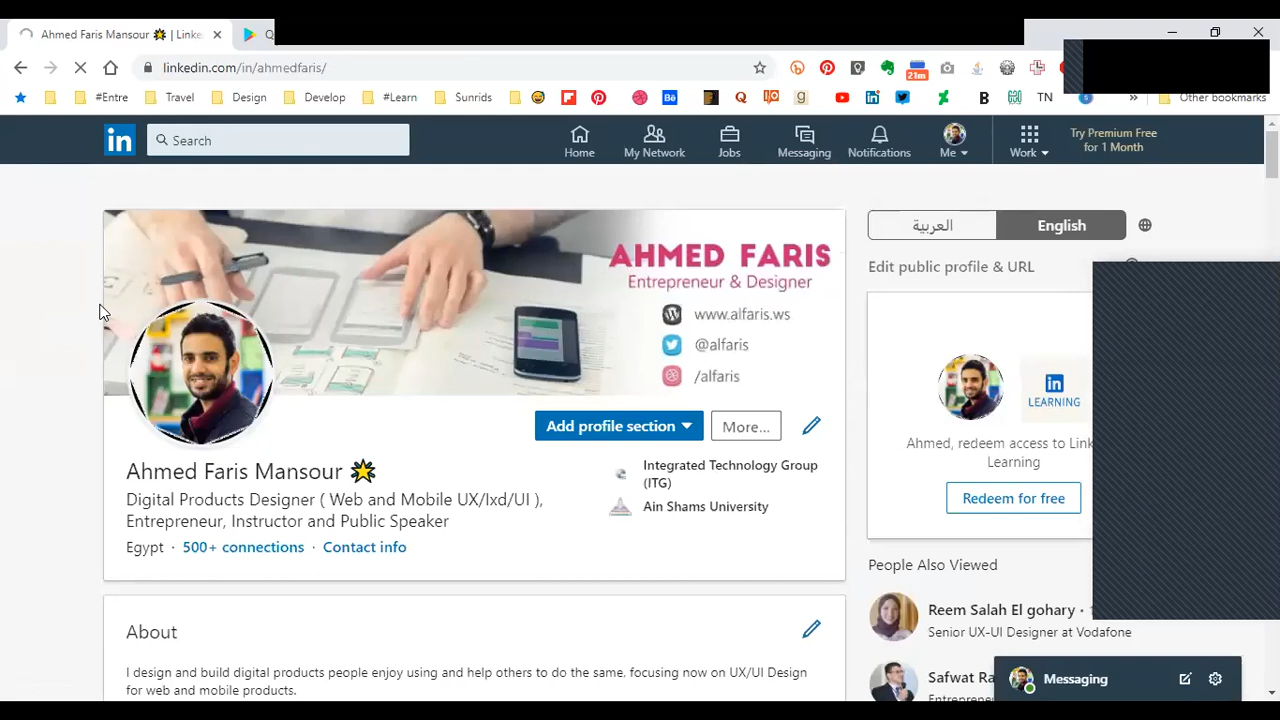 Ahmed Faris Mansour 🌟 | Linke
linkedin.com/in/ahmedfaris/
21m
#Entre
Travel
Design
Develop
#Learn
Sunrids
TN
Other bookmarks
in
Search
Home
My Network
Jobs
Messaging
Notifications
Me
Work
Try Premium Free
for 1 Month
AHMED FARIS
Entrepreneur & Designer
www.alfaris.ws
@alfaris
/alfaris
Add profile section
More...
Ahmed Faris Mansour 🌟
Digital Products Designer ( Web and Mobile UX/Ixd/UI ),
Entrepreneur, Instructor and Public Speaker
Egypt · 500+ connections · Contact info
Integrated Technology Group
(ITG)
Ain Shams University
About
I design and build digital products people enjoy using and help others to do the same, focusing now on UX/UI Design
for web and mobile products.
العربية
English
Edit public profile & URL
in
LEARNING
Ahmed, redeem access to Link
Learning
Redeem for free
People Also Viewed
Reem Salah El gohary
Senior UX-UI Designer at Vodafone
Safwat Ra
Messaging